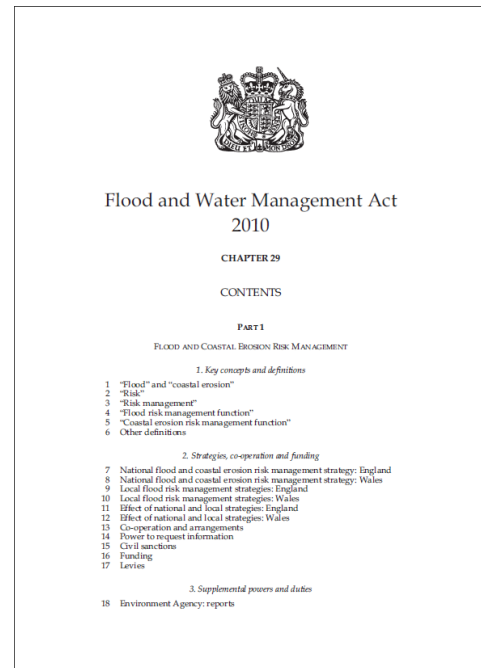 Flood and Water Management Act
2010
CHAPTER 29
CONTENTS
PART 1
FLOOD AND COASTAL EROSION RISK MANAGEMENT
1. Key concepts and definitions
1 “Flood” and “coastal erosion”
2 “Risk”
3 “Risk management”
4 “Flood risk management function”
5 “Coastal erosion risk management function”
6 Other definitions
2. Strategies, co-operation and funding
7 National flood and coastal erosion risk management strategy: England
8 National flood and coastal erosion risk management strategy: Wales
9 Local flood risk management strategies: England
10 Local flood risk management strategies: Wales
11 Effect of national and local strategies: England
12 Effect of national and local strategies: Wales
13 Co-operation and arrangements
14 Power to request information
15 Civil sanctions
16 Funding
17 Levies
3. Supplemental powers and duties
18 Environment Agency: reports